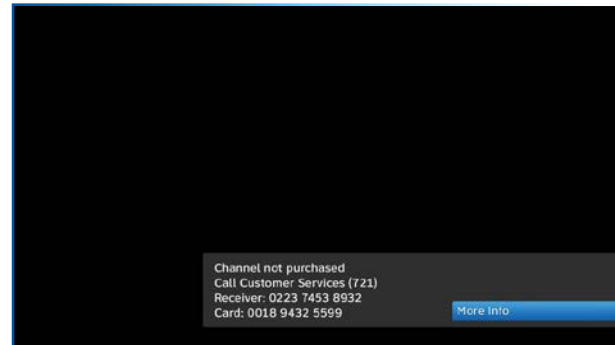 Channel not purchased
Call Customer Services (721)
Receiver: 0223 7453 8932
Card: 0018 9432 5599
More Info